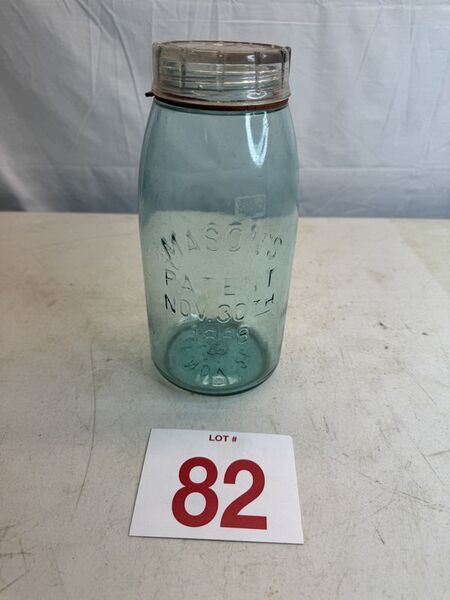 MASON'S
PATENT
NOV. 30TH
1858
LOT #
82